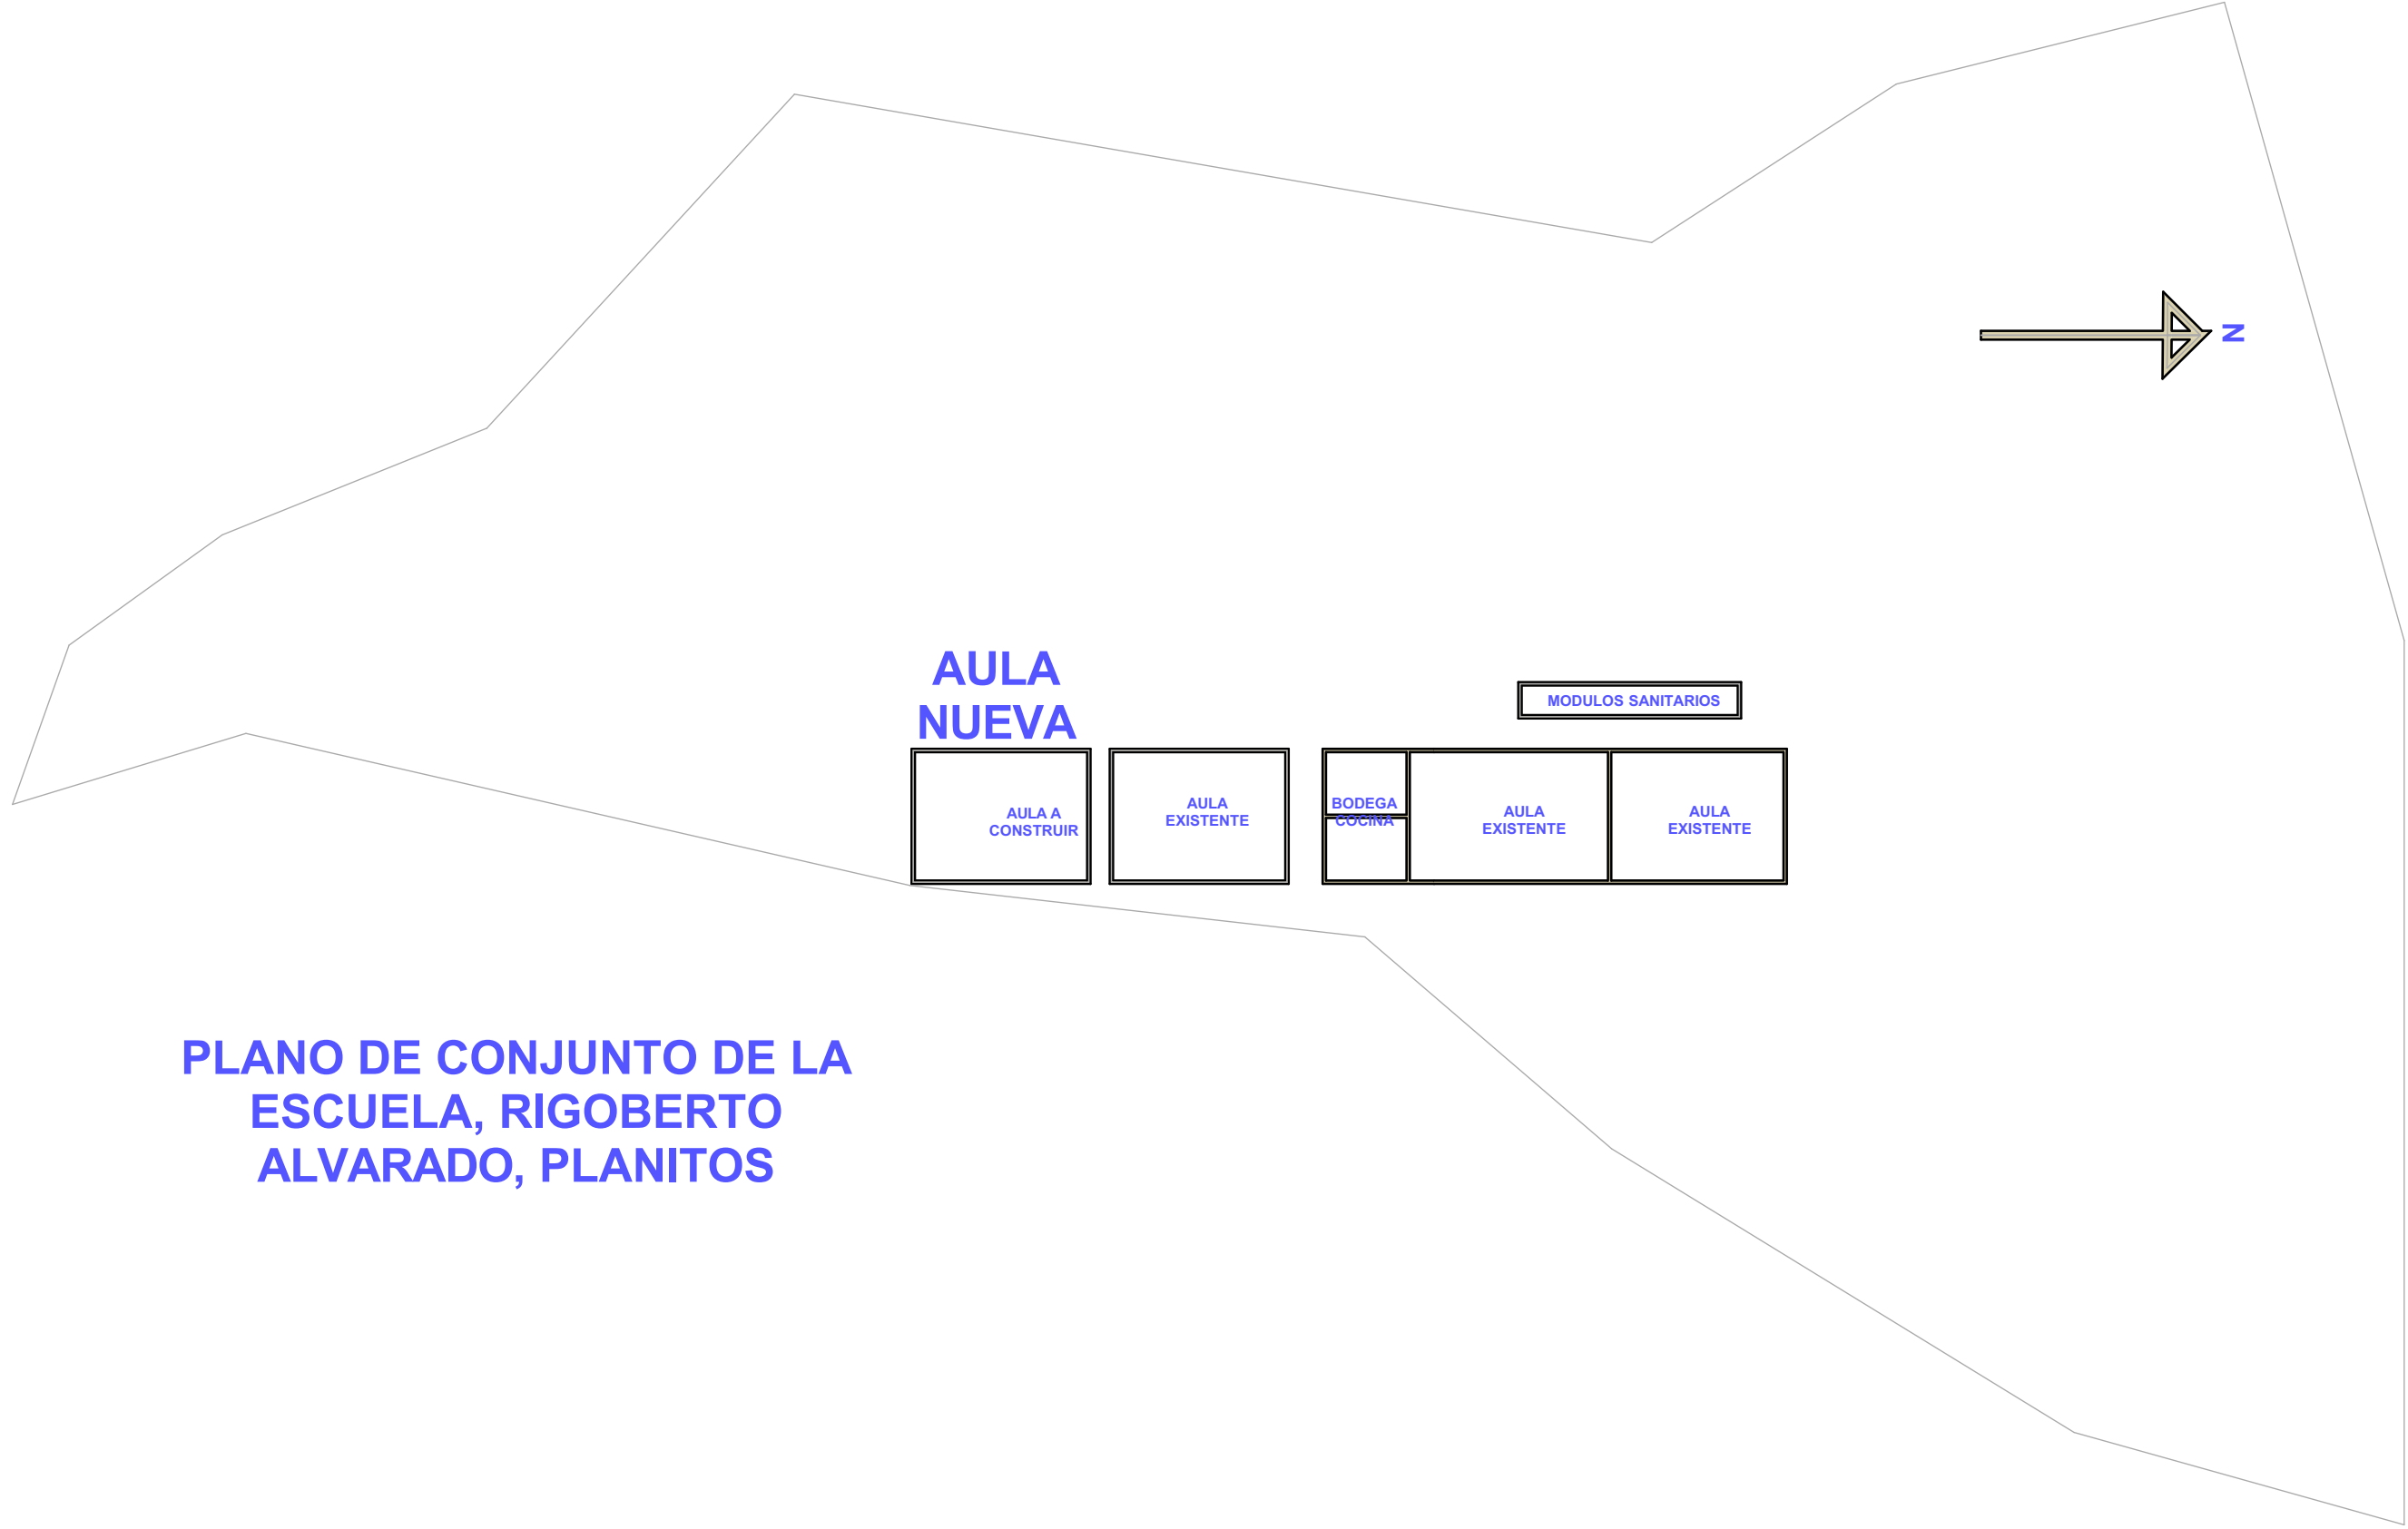 N
AULA
NUEVA
MODULOS SANITARIOS
AULA A
CONSTRUIR
AULA
EXISTENTE
BODEGA
COCINA
AULA
EXISTENTE
AULA
EXISTENTE
PLANO DE CONJUNTO DE LA
ESCUELA, RIGOBERTO
ALVARADO, PLANITOS